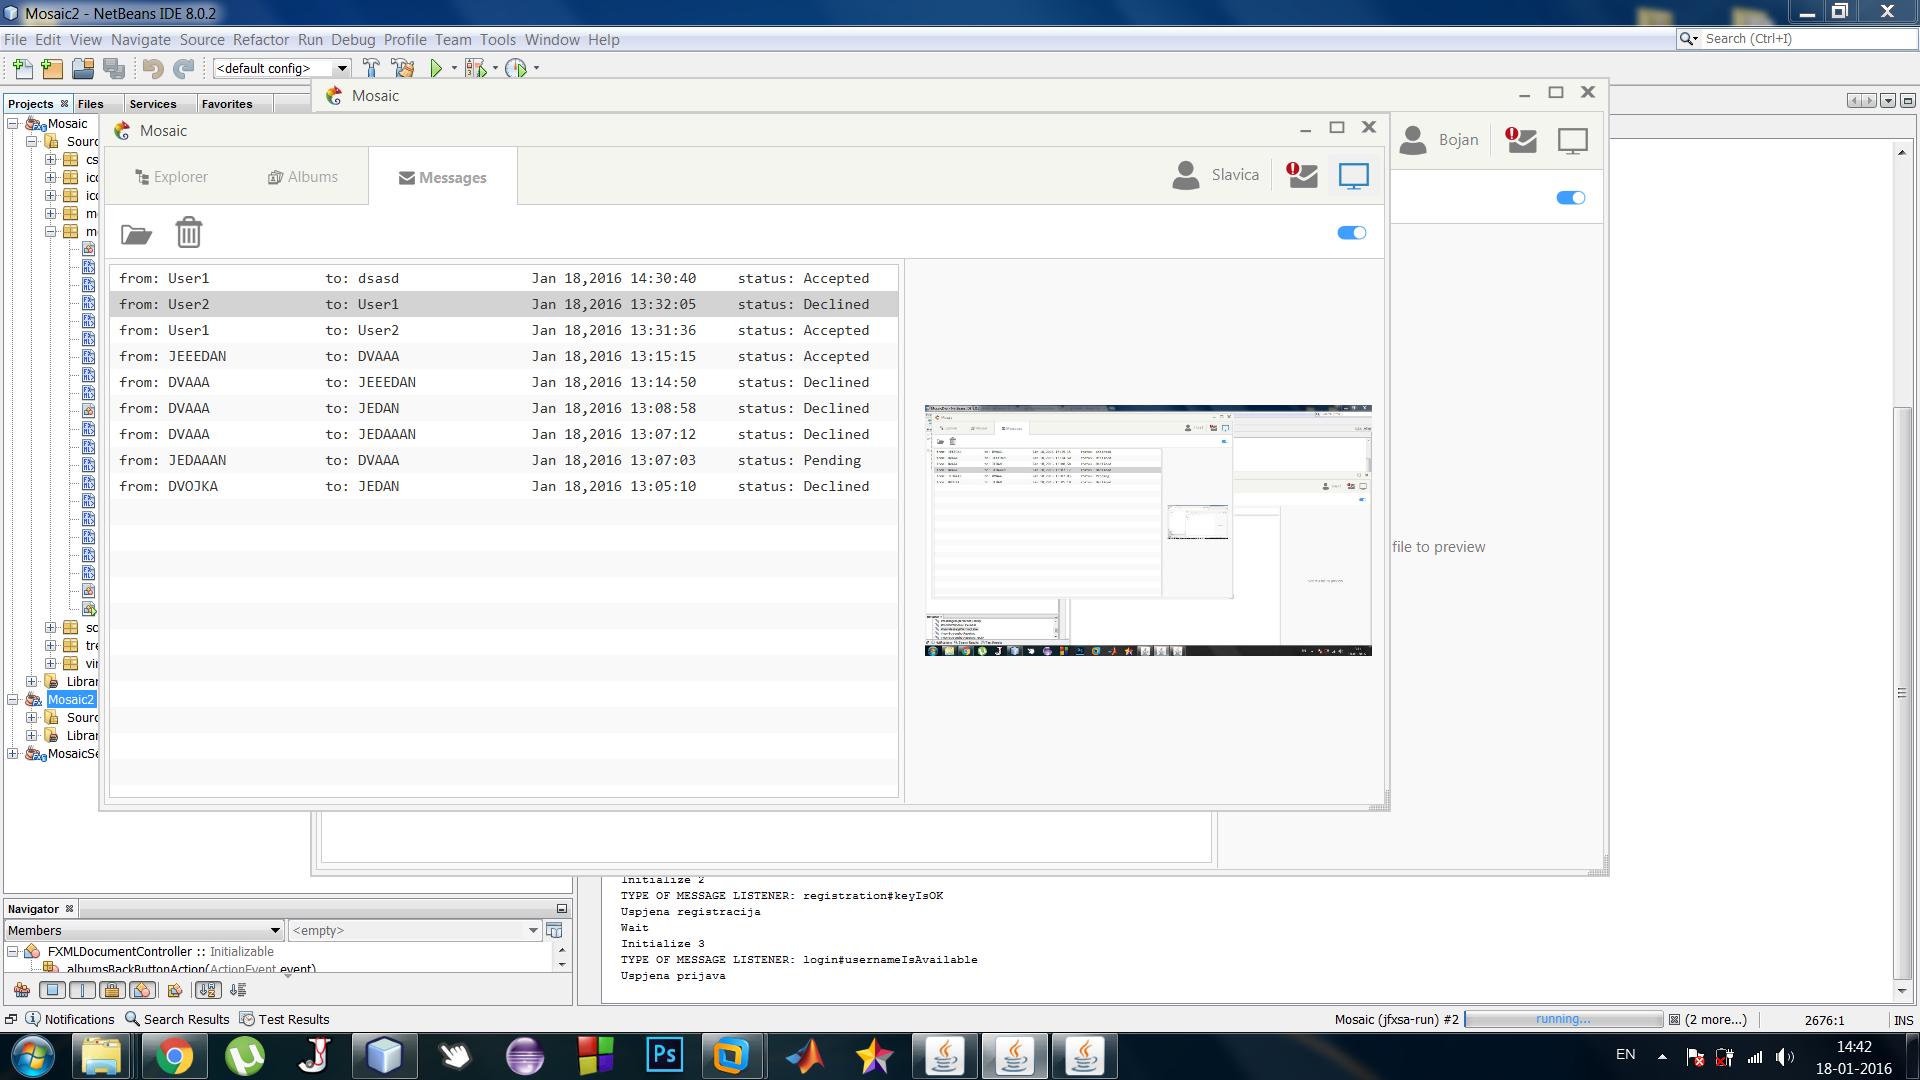 Mosaic2 - NetBeans IDE 8.0.2
File Edit View Navigate Source Refactor Run Debug Profile Team Tools Window Help
Search (Ctrl+I)
<default config>
Projects Files Services Favorites
Mosaic
Mosaic
Explorer Albums Messages
Slavica
Bojan
from: User1 to: dsasd Jan 18,2016 14:30:40 status: Accepted
from: User2 to: User1 Jan 18,2016 13:32:05 status: Declined
from: User1 to: User2 Jan 18,2016 13:31:36 status: Accepted
from: JEEEDAN to: DVAAA Jan 18,2016 13:15:15 status: Accepted
from: DVAAA to: JEEEDAN Jan 18,2016 13:14:50 status: Declined
from: DVAAA to: JEDAN Jan 18,2016 13:08:58 status: Declined
from: DVAAA to: JEDAAAN Jan 18,2016 13:07:12 status: Declined
from: JEDAAAN to: DVAAA Jan 18,2016 13:07:03 status: Pending
from: DVOJKA to: JEDAN Jan 18,2016 13:05:10 status: Declined
file to preview
Mosaic
Sourc
cs
ico
ico
m
m
sc
tre
vir
Librar
Mosaic2
Sourc
Librar
MosaicSe
Navigator
Members
<empty>
FXMLDocumentController :: Initializable
albumsBackButtonAction(ActionEvent event)
Initialize 2
TYPE OF MESSAGE LISTENER: registration#keyIsOK
Uspjena registracija
Wait
Initialize 3
TYPE OF MESSAGE LISTENER: login#usernameIsAvailable
Uspjena prijava
Notifications Search Results Test Results
Mosaic (jfxsa-run) #2 running... (2 more...) 2676:1 INS
Ps
EN
14:42
18-01-2016